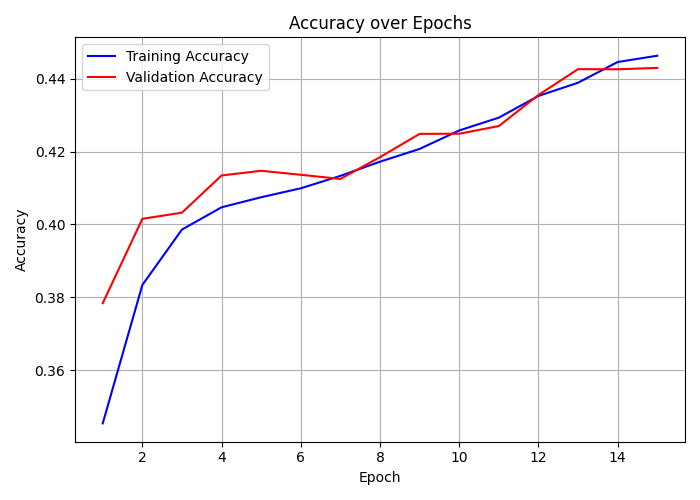 Accuracy over Epochs
Training Accuracy
Validation Accuracy
Accuracy
0.44
0.42
0.40
0.38
0.36
2 4 6 8 10 12 14
Epoch